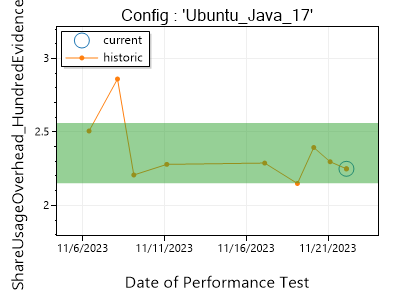 Config : 'Ubuntu_Java_17'
current
historic
ShareUsageOverhead_HundredEvidence
3
2.5
2
11/6/2023
11/11/2023
11/16/2023
11/21/2023
Date of Performance Test